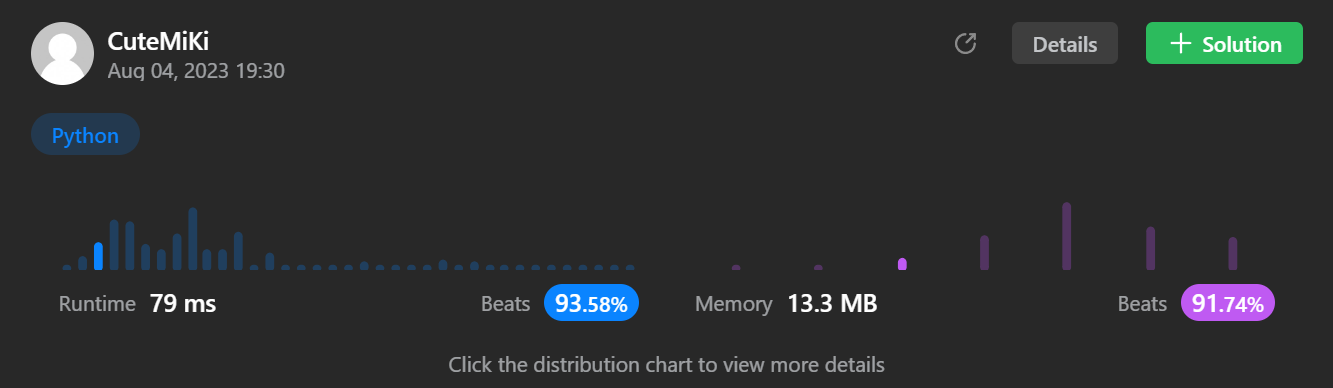 CuteMiKi
Aug 04, 2023 19:30
Details
Solution
Python
Runtime 79 ms Beats 93.58% Memory 13.3 MB Beats 91.74%
Click the distribution chart to view more details